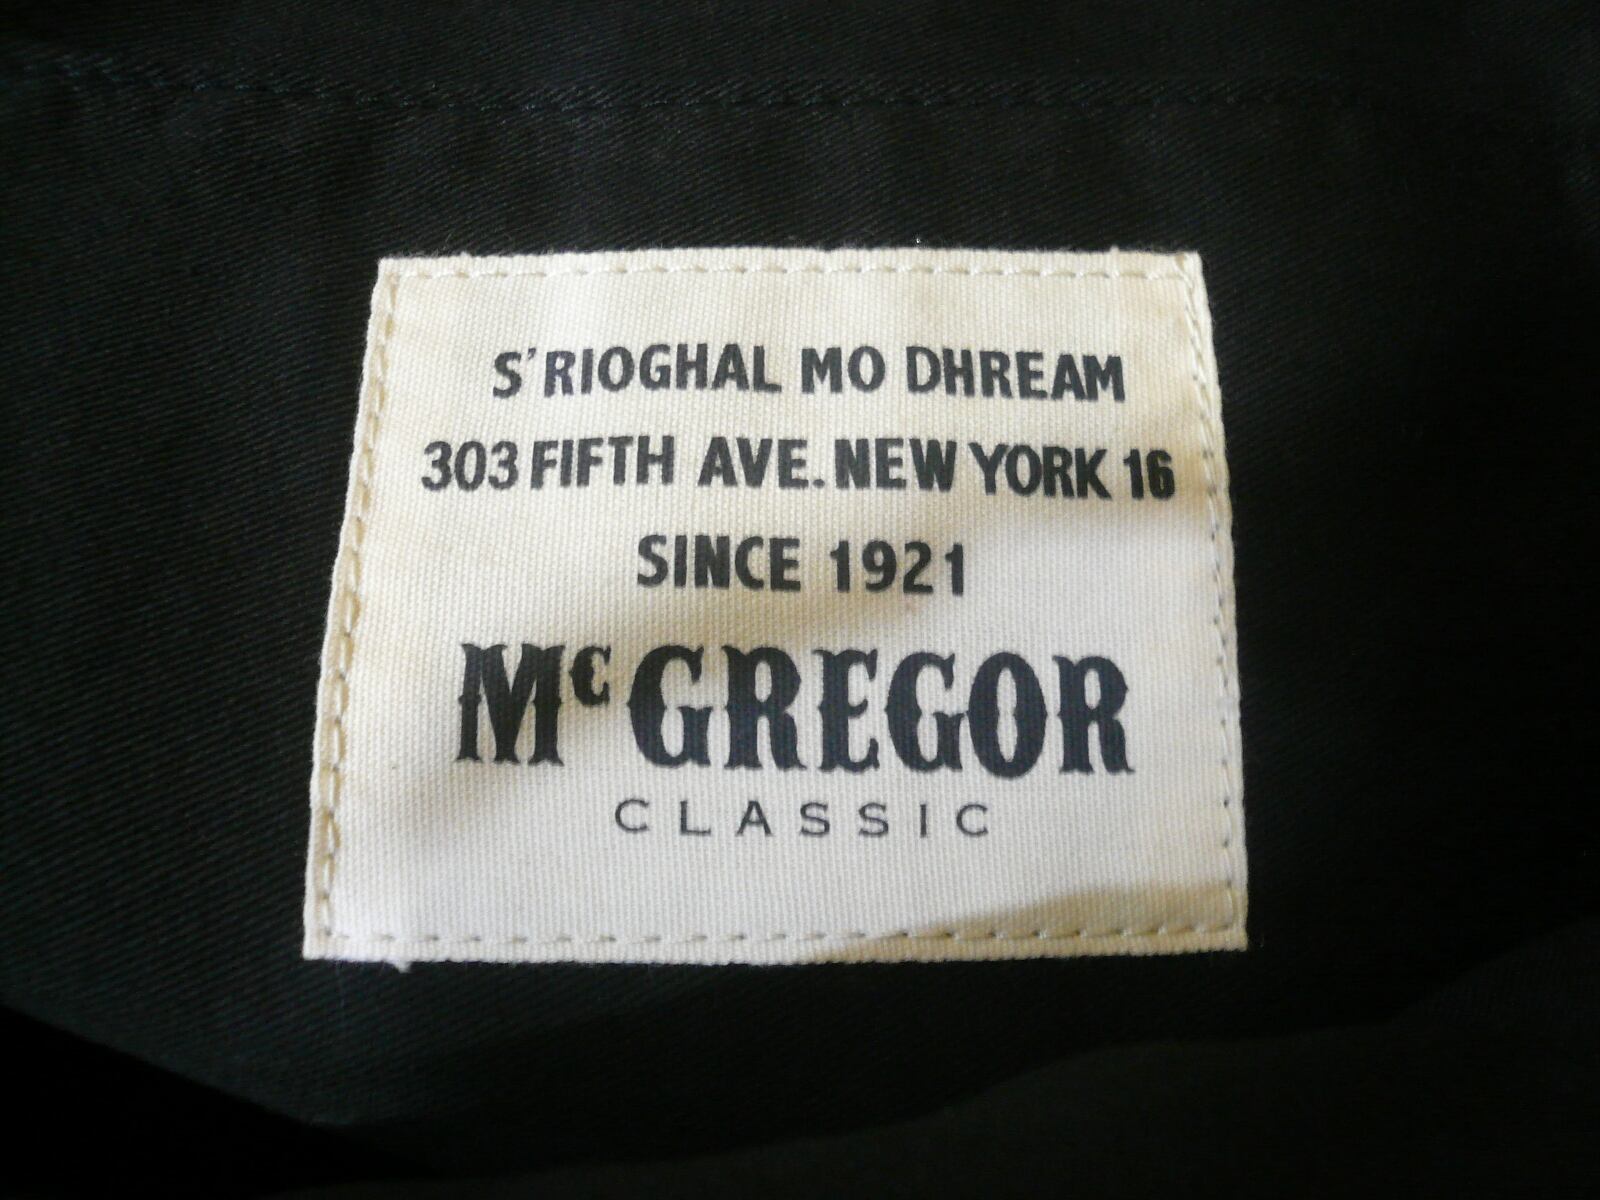 S'RIOGHAL MO DHREAM
303 FIFTH AVE. NEW YORK 16
SINCE 1921
McGREGOR
CLASSIC